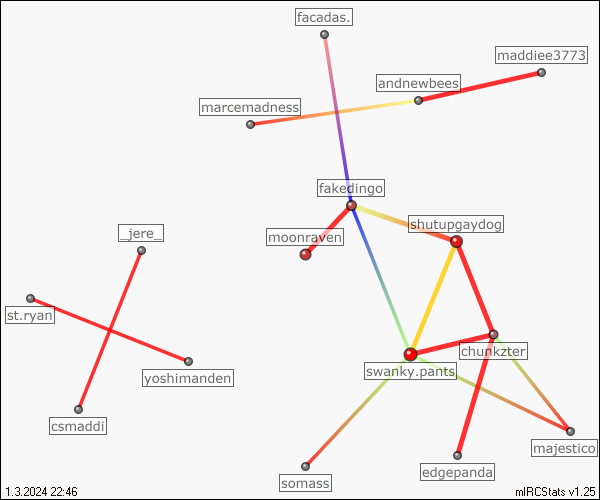 facadas.
maddiee3773
andnewbees
marcemadness
fakedingo
shutupgaydog
_jere_
moonraven
st.ryan
chunkzter
swanky.pants
yoshimanden
csmaddi
majestico
edgepanda
somass
1.3.2024 22:46
mIRCStats v1.25